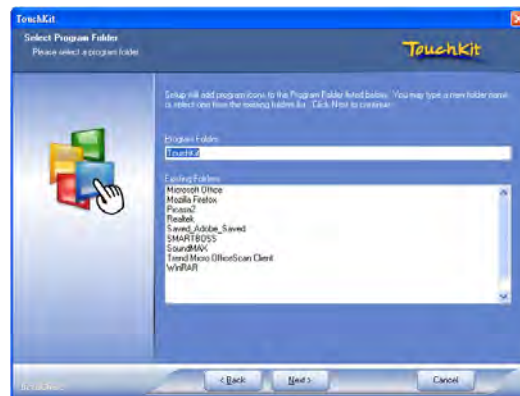 TouchKit
Select Program Folder
Please select a program folder.
TouchKit
Setup will add program icons to the Program Folder listed below. You may type a new folder name
or select one from the existing folders list. Click Next to continue.
Program Folder:
TouchKit
Existing Folders:
Microsoft Office
Mozilla Firefox
Picasa2
Realtek
Saved_Adobe_Saved
SMARTBOSS
SoundMAX
Trend Micro OfficeScan Client
WinRAR
InstallShield
< Back
Next >
Cancel